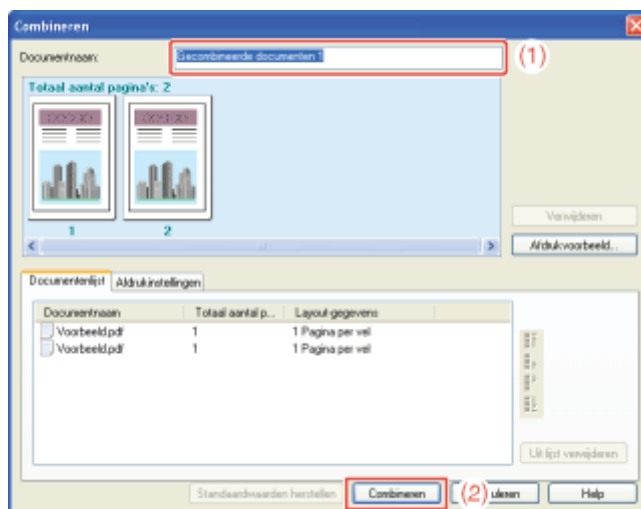 Combineren
Documentnaam:
Gecombineerde documenten 1
(1)
Totaal aantal pagina's: 2
1
2
Verwijderen
Afdrukvoorbeeld...
Documentenlijst
Afdrukinstellingen
Documentnaam Totaal aantal p... Layout-gegevens
Voorbeeld.pdf 1 1 Pagina per vel
Voorbeeld.pdf 1 1 Pagina per vel
Uit lijst verwijderen
Standaardwaarden herstellen
Combineren
(2)
uleren
Help